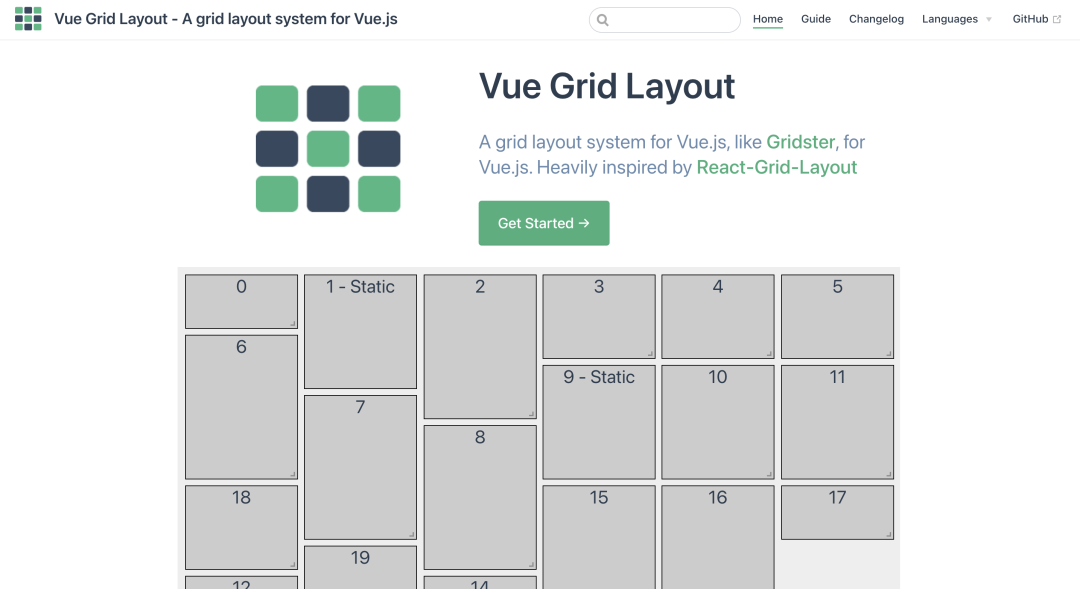 Vue Grid Layout - A grid layout system for Vue.js
Home Guide Changelog Languages GitHub
Vue Grid Layout
A grid layout system for Vue.js, like Gridster, for
Vue.js. Heavily inspired by React-Grid-Layout
Get Started →
0 1 - Static 2 3 4 5
6
9 - Static 10 11
7
8
18 15 16 17
19
12 14